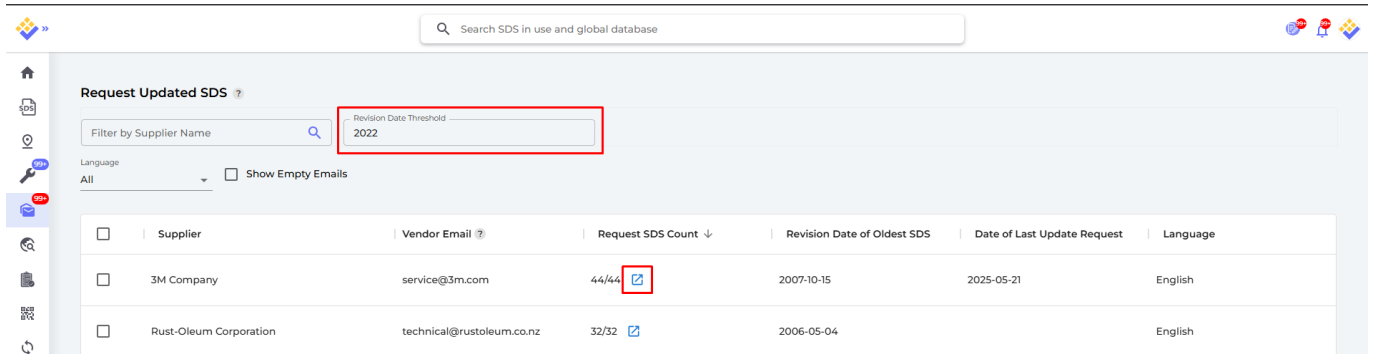 »
Search SDS in use and global database
99+
99+
Request Updated SDS ?
SDS
Filter by Supplier Name
Revision Date Threshold
2022
99+
Language
All
Show Empty Emails
99+
Supplier
Vendor Email ?
Request SDS Count ↓
Revision Date of Oldest SDS
Date of Last Update Request
Language
3M Company
service@3m.com
44/44
2007-10-15
2025-05-21
English
Rust-Oleum Corporation
technical@rustoleum.co.nz
32/32
2006-05-04
English